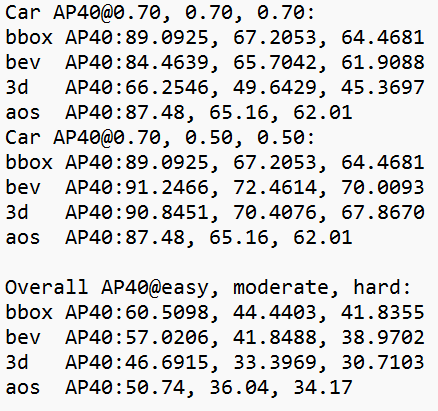 Car AP40@0.70, 0.70, 0.70:
bbox AP40:89.0925, 67.2053, 64.4681
bev  AP40:84.4639, 65.7042, 61.9088
3d   AP40:66.2546, 49.6429, 45.3697
aos  AP40:87.48, 65.16, 62.01
Car AP40@0.70, 0.50, 0.50:
bbox AP40:89.0925, 67.2053, 64.4681
bev  AP40:91.2466, 72.4614, 70.0093
3d   AP40:90.8451, 70.4076, 67.8670
aos  AP40:87.48, 65.16, 62.01

Overall AP40@easy, moderate, hard:
bbox AP40:60.5098, 44.4403, 41.8355
bev  AP40:57.0206, 41.8488, 38.9702
3d   AP40:46.6915, 33.3969, 30.7103
aos  AP40:50.74, 36.04, 34.17